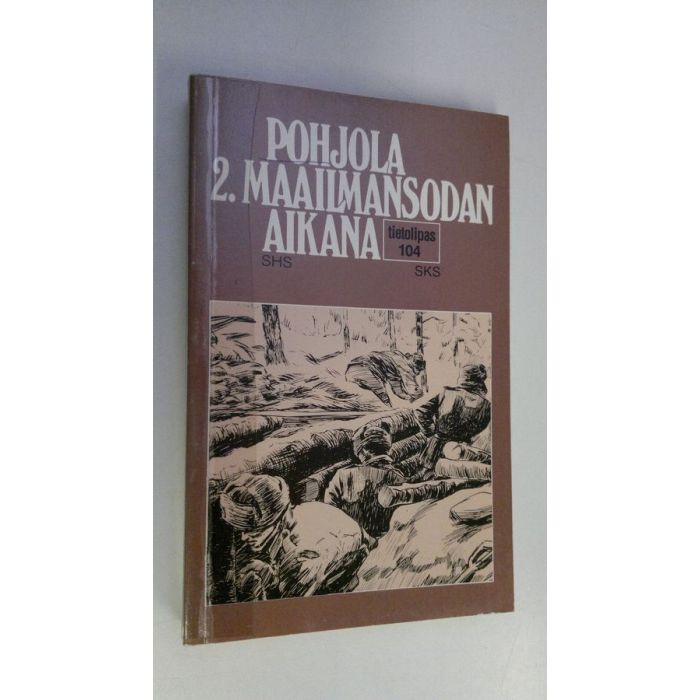 POHJOLA
2. MAAILMANSODAN
AIKANA
tietolipas
104
SHS
SKS